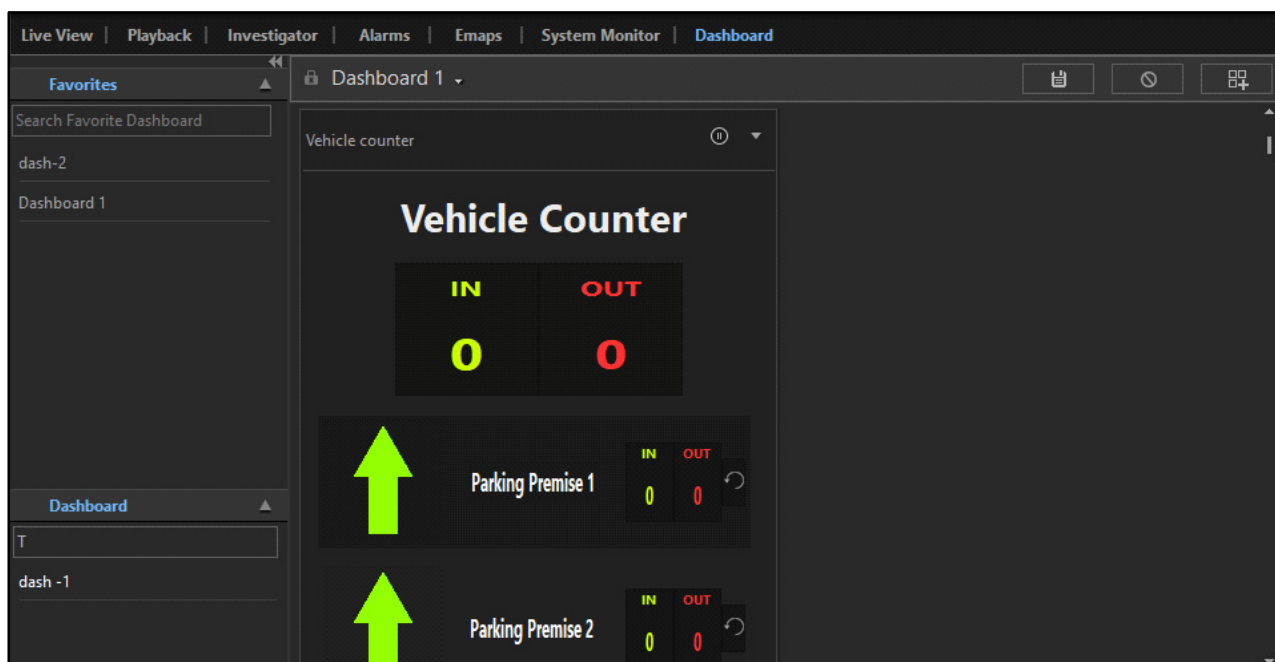 Live View | Playback | Investigator | Alarms | Emaps | System Monitor | Dashboard
Favorites
Search Favorite Dashboard
dash-2
Dashboard 1
Dashboard
T
dash -1
Dashboard 1
Vehicle counter
Vehicle Counter
IN OUT
0 0
Parking Premise 1
IN OUT
0 0
Parking Premise 2
IN OUT
0 0